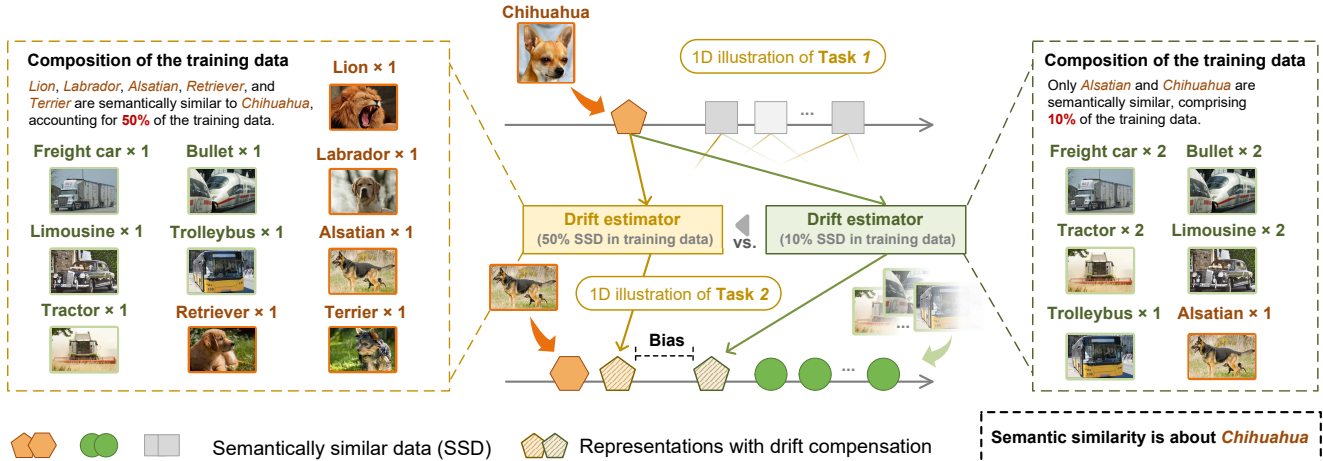 Chihuahua
Composition of the training data
Lion, Labrador, Alsatian, Retriever, and
Terrier are semantically similar to Chihuahua,
accounting for 50% of the training data.
Lion × 1
Freight car × 1
Bullet × 1
Labrador × 1
Limousine × 1
Trolleybus × 1
Alsatian × 1
Tractor × 1
Retriever × 1
Terrier × 1
1D illustration of Task 1
...
Drift estimator
(50% SSD in training data)
vs.
Drift estimator
(10% SSD in training data)
1D illustration of Task 2
...
Bias
...
Composition of the training data
Only Alsatian and Chihuahua are
semantically similar, comprising
10% of the training data.
Freight car × 2
Bullet × 2
Tractor × 2
Limousine × 2
Trolleybus × 1
Alsatian × 1
Semantically similar data (SSD)
Representations with drift compensation
Semantic similarity is about Chihuahua